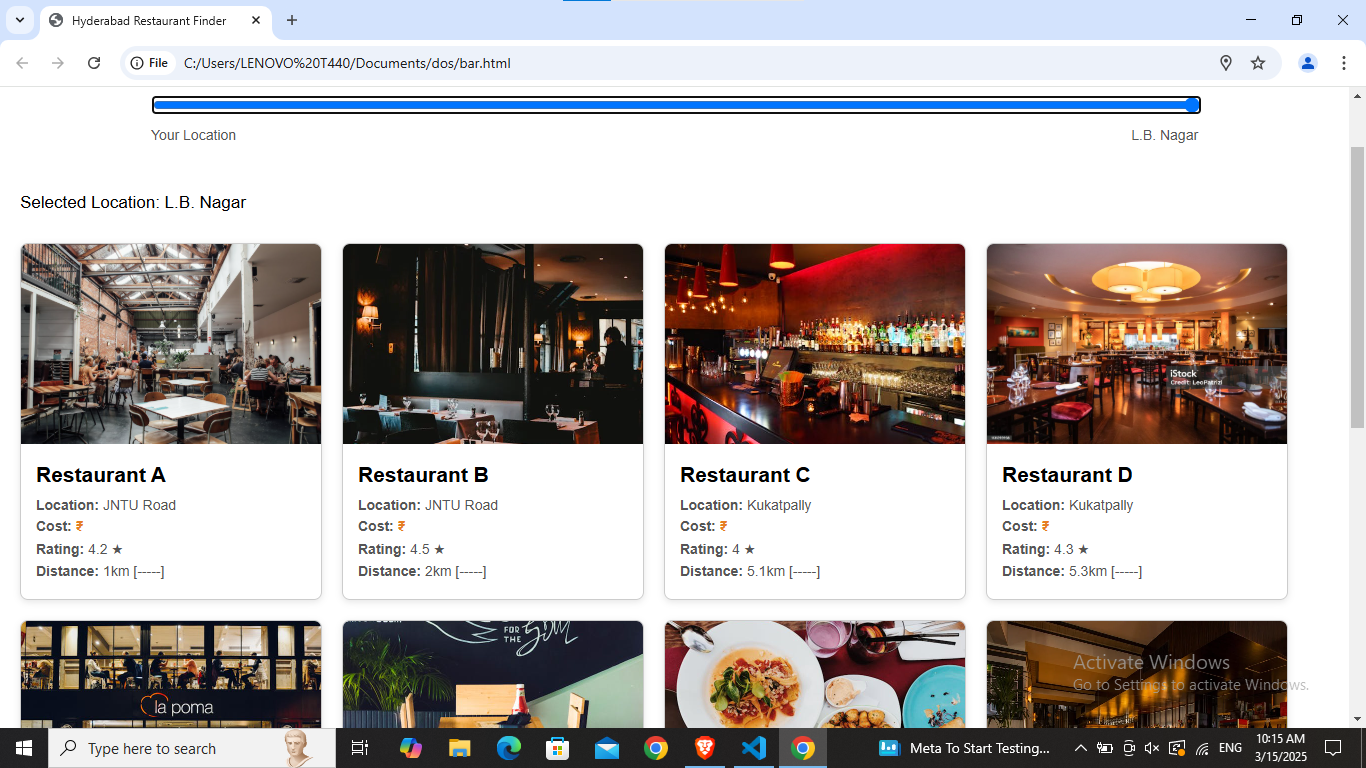 Hyderabad Restaurant Finder
File
C:/Users/LENOVO%20T440/Documents/dos/bar.html
Your Location
L.B. Nagar
Selected Location: L.B. Nagar
iStock
Credit: LeoPatrizi
Restaurant A
Location: JNTU Road
Cost: ₹
Rating: 4.2 ★
Distance: 1km [-----]
Restaurant B
Location: JNTU Road
Cost: ₹
Rating: 4.5 ★
Distance: 2km [-----]
Restaurant C
Location: Kukatpally
Cost: ₹
Rating: 4 ★
Distance: 5.1km [-----]
Restaurant D
Location: Kukatpally
Cost: ₹
Rating: 4.3 ★
Distance: 5.3km [-----]
la poma
FOR
THE
Activate Windows
Go to Settings to activate Windows.
Type here to search
Meta To Start Testing...
ENG
10:15 AM
3/15/2025